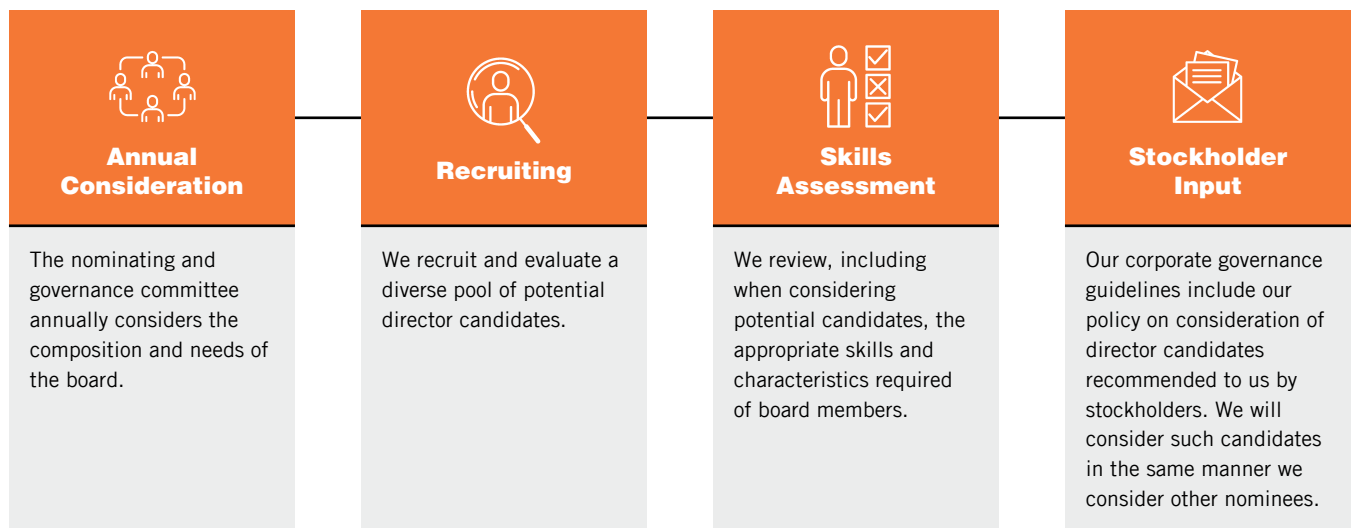 Annual
Consideration
The nominating and
governance committee
annually considers the
composition and needs of
the board.
Recruiting
We recruit and evaluate a
diverse pool of potential
director candidates.
Skills
Assessment
We review, including
when considering
potential candidates, the
appropriate skills and
characteristics required
of board members.
Stockholder
Input
Our corporate governance
guidelines include our
policy on consideration of
director candidates
recommended to us by
stockholders. We will
consider such candidates
in the same manner we
consider other nominees.